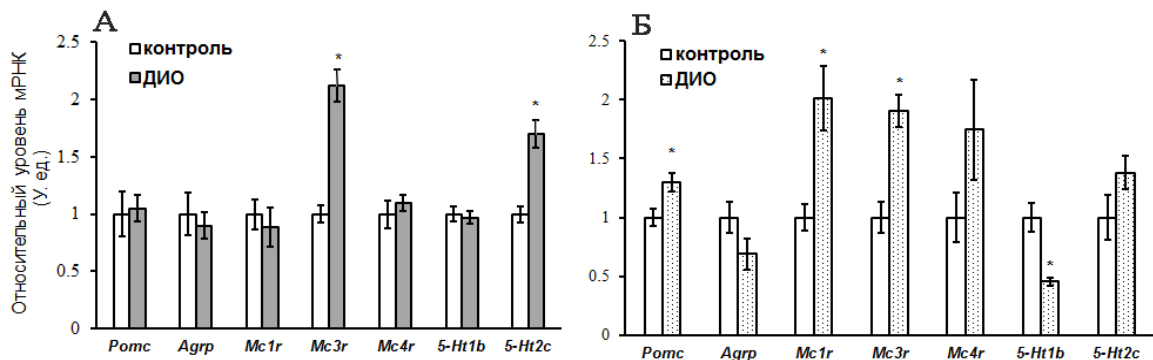 А
Б
Относительный уровень мРНК
(У. ед.)
2.5
2
1.5
1
0.5
0
контроль
ДИО
*
*
Pomc Agrp Mc1r Mc3r Mc4r 5-Ht1b 5-Ht2c
2.5
2
1.5
1
0.5
0
контроль
ДИО
*
*
*
*
Pomc Agrp Mc1r Mc3r Mc4r 5-Ht1b 5-Ht2c